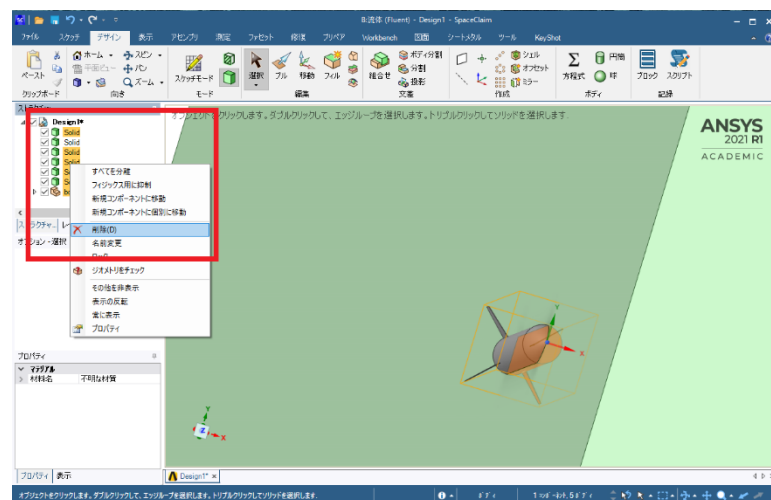 B:流体 (Fluent) - Design1 - SpaceClaim
ファイル スケッチ デザイン 表示 アセンブリ 測定 ファセット 修復 プリペア Workbench 図面 シートメタル ツール KeyShot
ホーム スピン
平面ビュー パン
ズーム
ペースト
スケッチモード
選択 プル 移動 フィル
組合せ
ボディ分割
分割
投影
シェル
オフセット
ミラー
方程式
円筒
球
ブロック スクリプト
クリップボード 向き モード 編集 交差 作成 ボディ 記録
オブジェクトをクリックします。ダブルクリックして、エッジループを選択します。トリプルクリックしてソリッドを選択します。
ANSYS
2021 R1
ACADEMIC
Design1*
Solid
Solid
Solid
すべてを分離
フィジックス用に抑制
新規コンポーネントに移動
新規コンポーネントに個別に移動
削除(D)
名前変更
ジオメトリをチェック
その他を非表示
表示の反転
常に表示
プロパティ
オプション - 選択
プロパティ
マテリアル
材料名 不明な材質
Y
X
Y
Z
X
プロパティ 表示
Design1*
オブジェクトをクリックします。ダブルクリックして、エッジループを選択します。トリプルクリックしてソリッドを選択します。